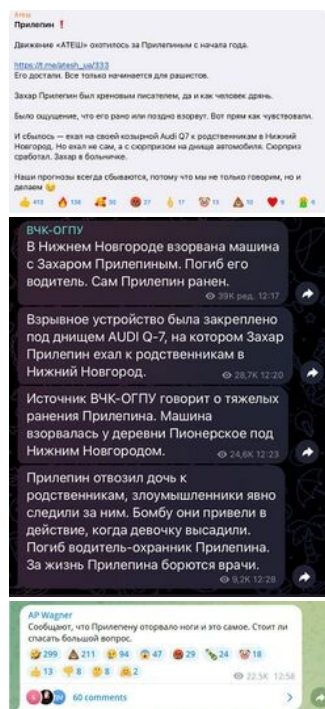 Атеш
Прилепин ❗
Движение «АТЕШ» охотилось за Прилепиным с начала года.
https://t.me/atesh_ua/333
Его достали. Все только начинается для рашистов.
Захар Прилепин был хреновым писателем, да и как человек дрянь.
Было ощущение, что его рано или поздно взорвут. Вот прям как чувствовали.
И сбылось — ехал на своей козырной Audi Q7 к родственникам в Нижний
Новгород. Но ехал не сам, а с сюрпризом на днище автомобиля. Сюрприз
сработал. Захар в больничке.
Наши прогнозы всегда сбываются, потому что мы не только говорим, но и
делаем 😉
👍 413 🔥 136 🥰 30 🤬 27 17 🤡 13 💩 10 ❤ 9 6
ВЧК-ОГПУ
В Нижнем Новгороде взорвана машина
с Захаром Прилепиным. Погиб его
водитель. Сам Прилепин ранен.
39K ред. 12:17
Взрывное устройство была закреплено
под днищем AUDI Q-7, на котором Захар
Прилепин ехал к родственникам в
Нижний Новгород.
28,7K 12:20
Источник ВЧК-ОГПУ говорит о тяжелых
ранения Прилепина. Машина
взорвалась у деревни Пионерское под
Нижним Новгородом.
24,6K 12:23
Прилепин отвозил дочь к
родственникам, злоумышленники явно
следили за ним. Бомбу они привели в
действие, когда девочку высадили.
Погиб водитель-охранник Прилепина.
За жизнь Прилепина борются врачи.
9,2K 12:28
AP Wagner
Сообщают, что Прилепену оторвало ноги и это самое. Стоит ли
спасать большой вопрос.
299 💩 211 94 😱 47 🤬 29 🍾 24 🤡 18
👍 13 👎 8 8 2
22.5K 12:58
60 comments